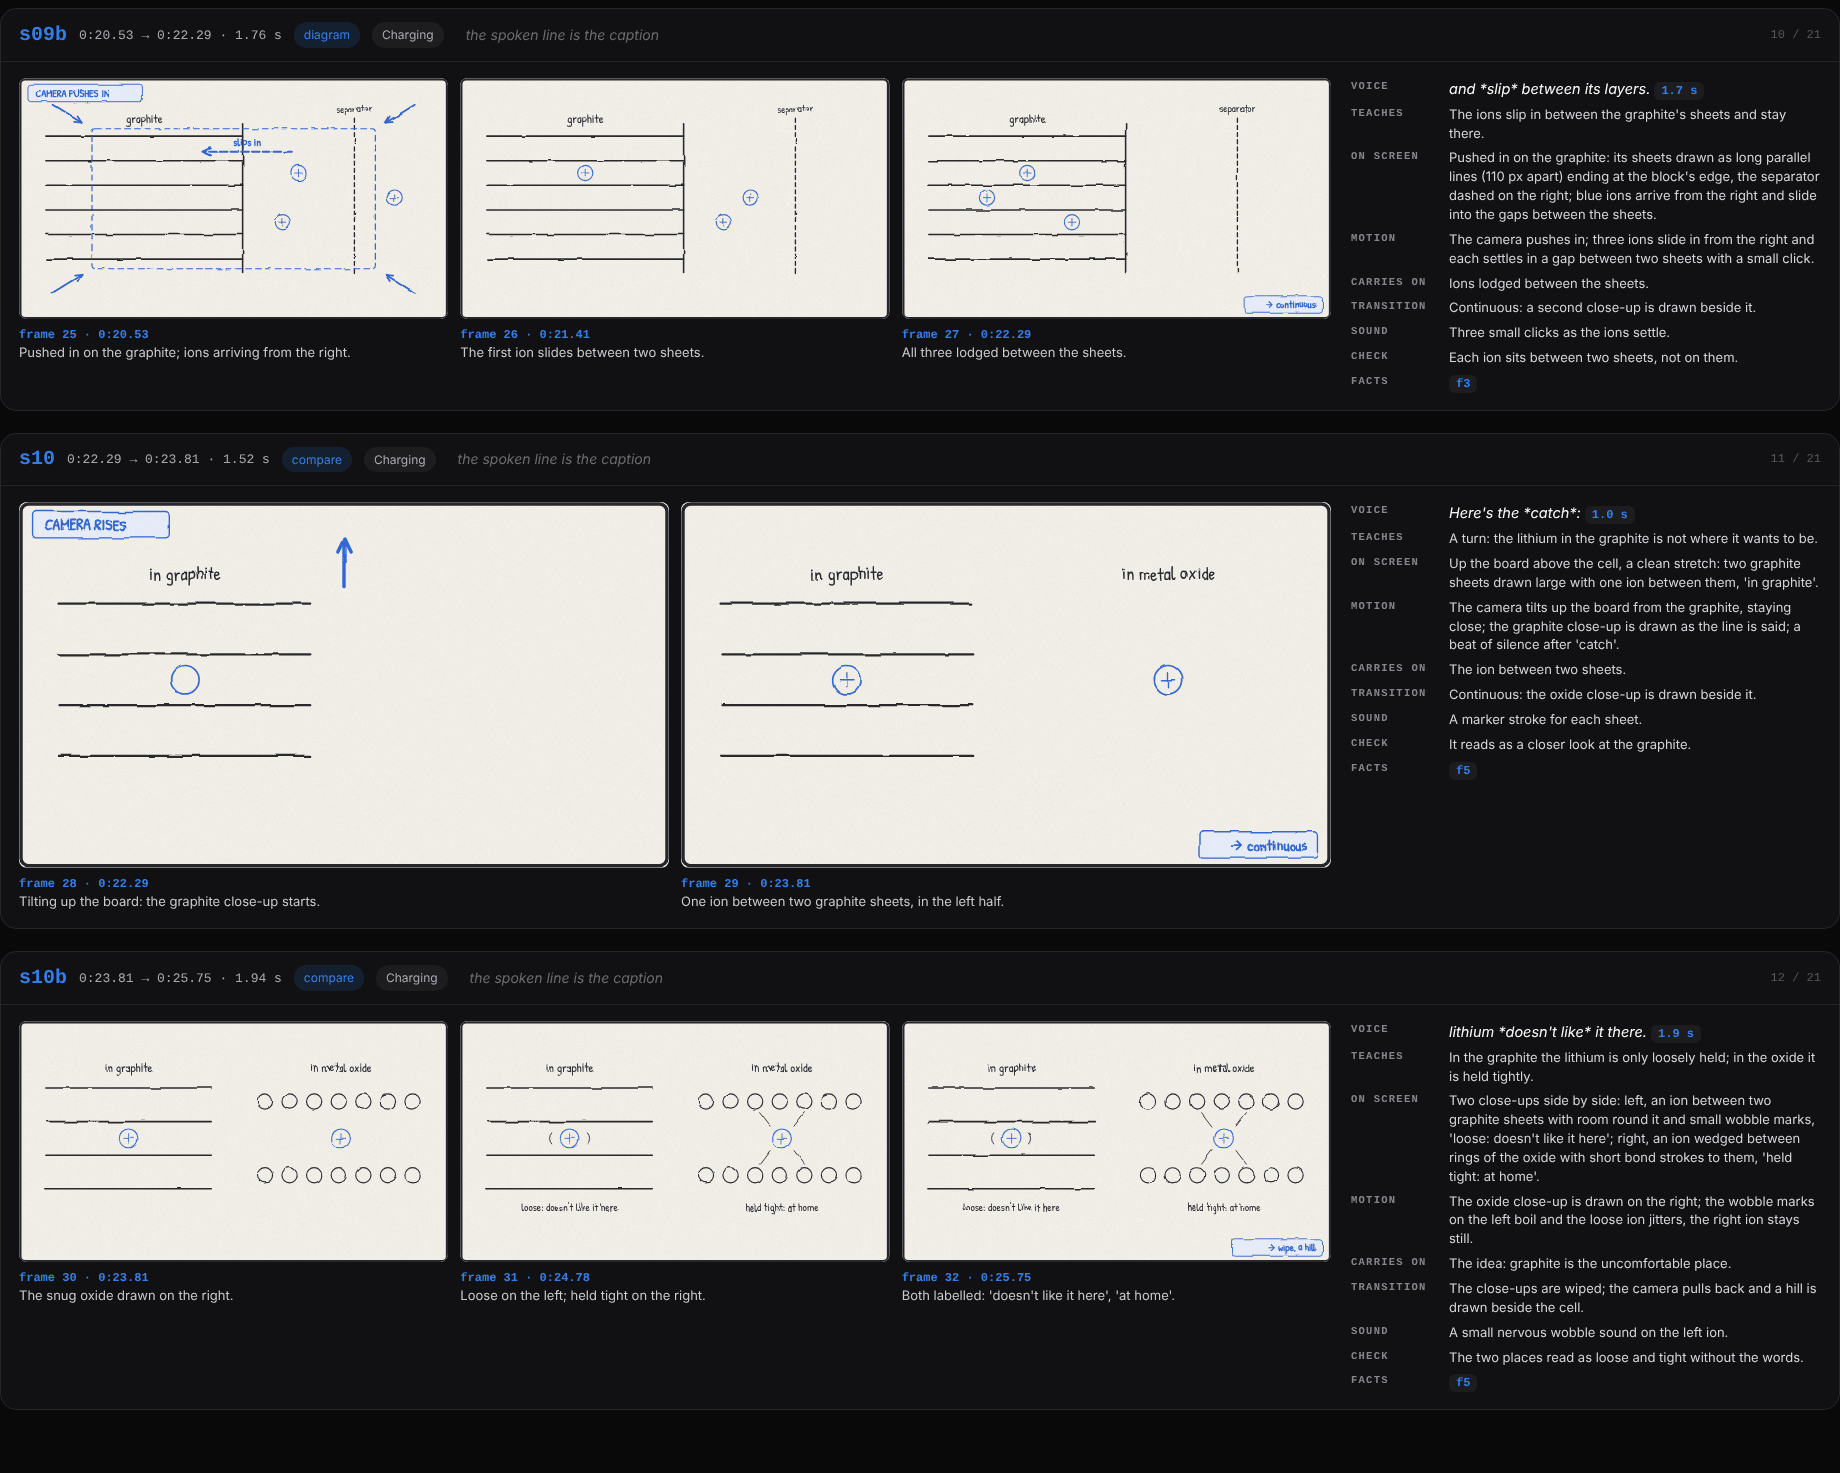 s09b 0:20.53 → 0:22.29 · 1.76 s diagram Charging the spoken line is the caption 10 / 21
CAMERA PUSHES IN
graphite
separator
slips in
frame 25 · 0:20.53
Pushed in on the graphite; ions arriving from the right.
graphite
separator
frame 26 · 0:21.41
The first ion slides between two sheets.
graphite
separator
→ continuous
frame 27 · 0:22.29
All three lodged between the sheets.
VOICE and *slip* between its layers. 1.7 s
TEACHES The ions slip in between the graphite's sheets and stay
there.
ON SCREEN Pushed in on the graphite: its sheets drawn as long parallel
lines (110 px apart) ending at the block's edge, the separator
dashed on the right; blue ions arrive from the right and slide
into the gaps between the sheets.
MOTION The camera pushes in; three ions slide in from the right and
each settles in a gap between two sheets with a small click.
CARRIES ON Ions lodged between the sheets.
TRANSITION Continuous: a second close-up is drawn beside it.
SOUND Three small clicks as the ions settle.
CHECK Each ion sits between two sheets, not on them.
FACTS f3
s10 0:22.29 → 0:23.81 · 1.52 s compare Charging the spoken line is the caption 11 / 21
CAMERA RISES
in graphite
frame 28 · 0:22.29
Tilting up the board: the graphite close-up starts.
in graphite
in metal oxide
→ continuous
frame 29 · 0:23.81
One ion between two graphite sheets, in the left half.
VOICE Here's the *catch*: 1.0 s
TEACHES A turn: the lithium in the graphite is not where it wants to be.
ON SCREEN Up the board above the cell, a clean stretch: two graphite
sheets drawn large with one ion between them, 'in graphite'.
MOTION The camera tilts up the board from the graphite, staying
close; the graphite close-up is drawn as the line is said; a
beat of silence after 'catch'.
CARRIES ON The ion between two sheets.
TRANSITION Continuous: the oxide close-up is drawn beside it.
SOUND A marker stroke for each sheet.
CHECK It reads as a closer look at the graphite.
FACTS f5
s10b 0:23.81 → 0:25.75 · 1.94 s compare Charging the spoken line is the caption 12 / 21
in graphite
in metal oxide
frame 30 · 0:23.81
The snug oxide drawn on the right.
in graphite
in metal oxide
loose: doesn't like it here
held tight: at home
frame 31 · 0:24.78
Loose on the left; held tight on the right.
in graphite
in metal oxide
loose: doesn't like it here
held tight: at home
→ wipe, a hill
frame 32 · 0:25.75
Both labelled: 'doesn't like it here', 'at home'.
VOICE lithium *doesn't like* it there. 1.9 s
TEACHES In the graphite the lithium is only loosely held; in the oxide it
is held tightly.
ON SCREEN Two close-ups side by side: left, an ion between two
graphite sheets with room round it and small wobble marks,
'loose: doesn't like it here'; right, an ion wedged between
rings of the oxide with short bond strokes to them, 'held
tight: at home'.
MOTION The oxide close-up is drawn on the right; the wobble marks
on the left boil and the loose ion jitters, the right ion stays
still.
CARRIES ON The idea: graphite is the uncomfortable place.
TRANSITION The close-ups are wiped; the camera pulls back and a hill is
drawn beside the cell.
SOUND A small nervous wobble sound on the left ion.
CHECK The two places read as loose and tight without the words.
FACTS f5